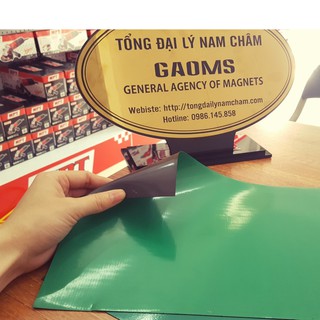 TỔNG ĐẠI LÝ NAM CHÂM
GAOMS
GENERAL AGENCY OF MAGNETS
Webiste: http://tongdailynamcham.com/
Hotline: 0986.145.858